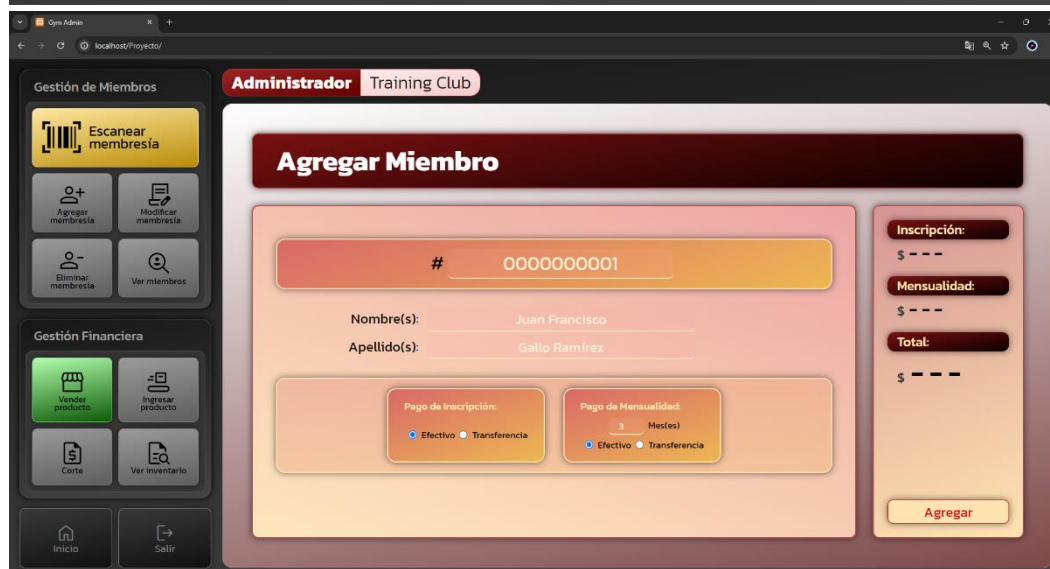 Gym Admin
localhost/Proyecto/
Gestión de Miembros
Escanear
membresía
Agregar
membresía
Modificar
membresía
Eliminar
membresía
Ver miembros
Gestión Financiera
Vender
producto
Ingresar
producto
Corte
Ver inventario
Inicio
Salir
Administrador Training Club
Agregar Miembro
# 0000000001
Nombre(s): Juan Francisco
Apellido(s): Gallo Ramírez
Pago de Inscripción:
Efectivo Transferencia
Pago de Mensualidad:
3 Mes(es)
Efectivo Transferencia
Inscripción:
$ ---
Mensualidad:
$ ---
Total:
$ ---
Agregar